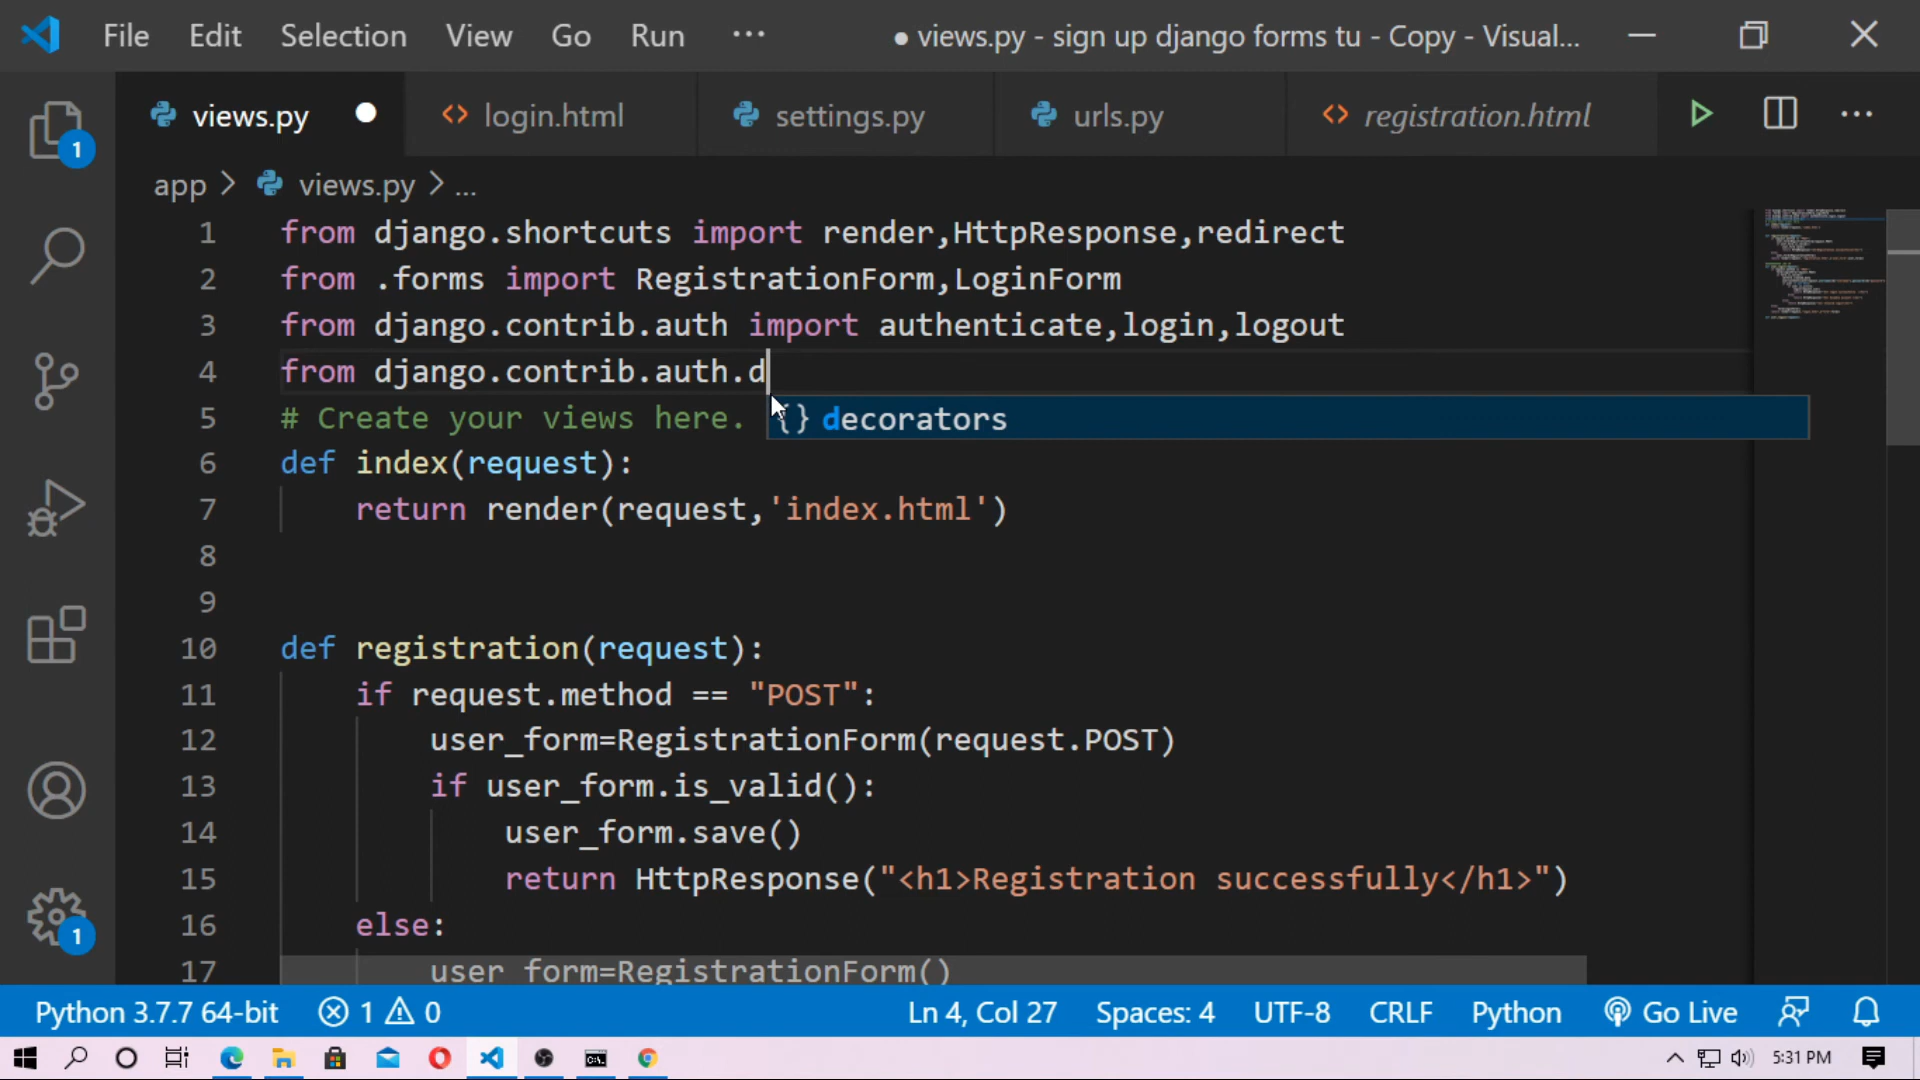 File Edit Selection View Go Run ··· ● views.py - sign up django forms tu - Copy - Visual...
views.py login.html settings.py urls.py registration.html
app > views.py > ...
1 from django.shortcuts import render,HttpResponse,redirect
2 from .forms import RegistrationForm,LoginForm
3 from django.contrib.auth import authenticate,login,logout
4 from django.contrib.auth.d
5 # Create your views here. {} decorators
6 def index(request):
7 return render(request,'index.html')
8
9
10 def registration(request):
11 if request.method == "POST":
12 user_form=RegistrationForm(request.POST)
13 if user_form.is_valid():
14 user_form.save()
15 return HttpResponse("<h1>Registration successfully</h1>")
16 else:
17 user_form=RegistrationForm()
1
1
Python 3.7.7 64-bit 1 0 Ln 4, Col 27 Spaces: 4 UTF-8 CRLF Python Go Live
5:31 PM